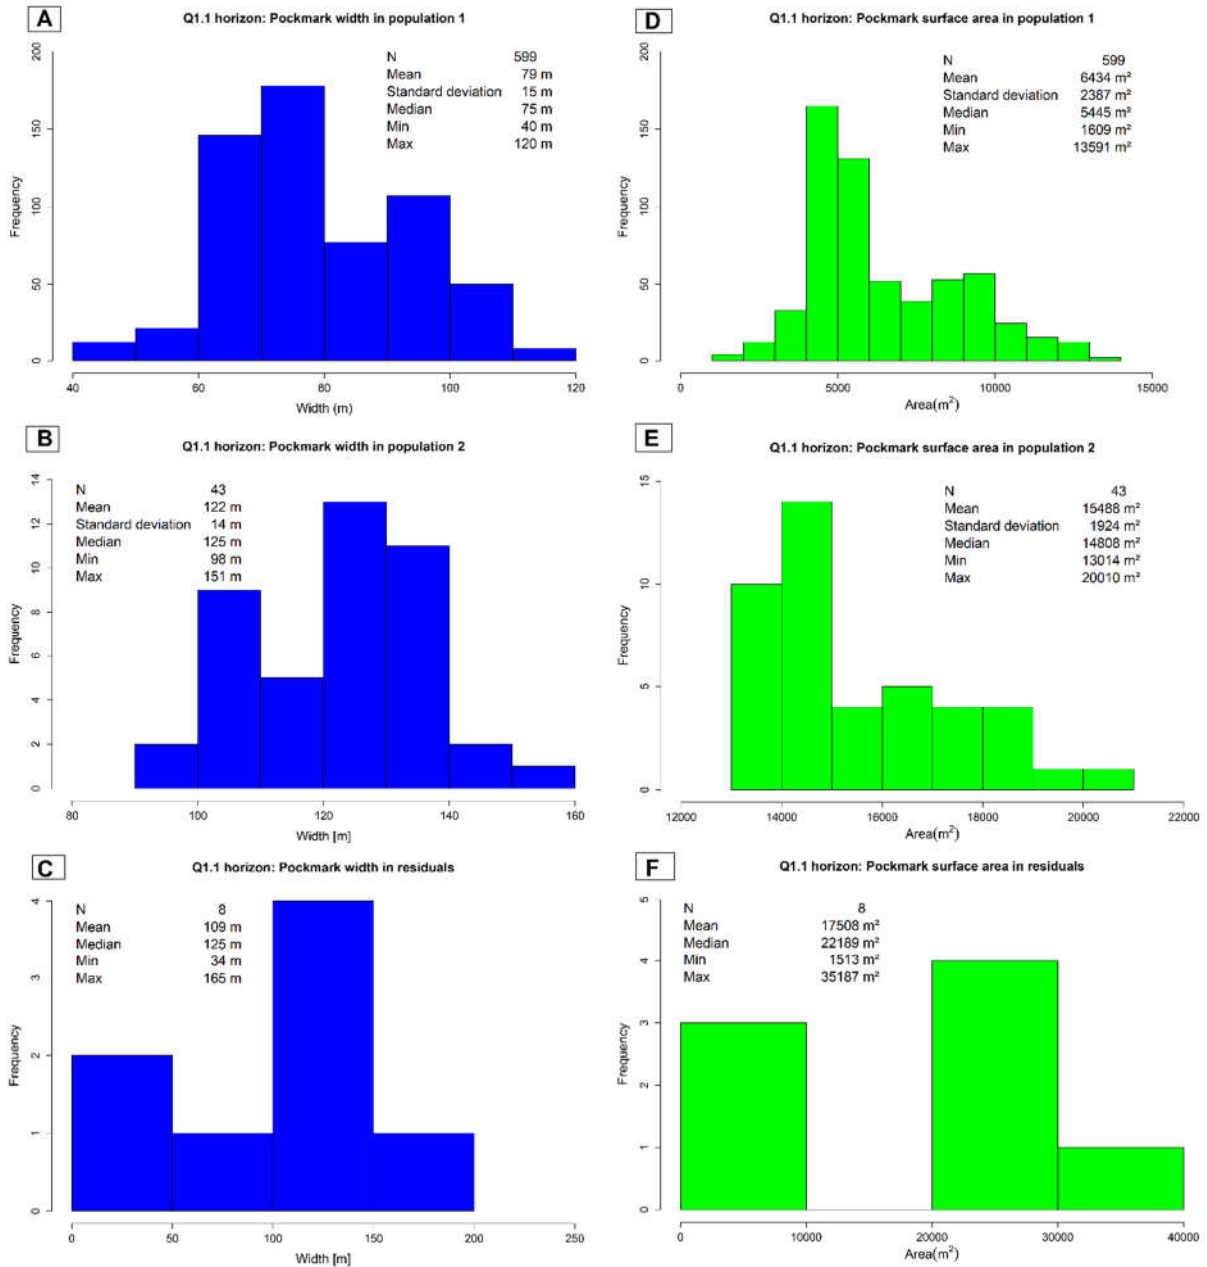 A
Q1.1 horizon: Pockmark width in population 1
N 599
Mean 79 m
Standard deviation 15 m
Median 75 m
Min 40 m
Max 120 m
Frequency
0 50 100 150 200
40 60 80 100 120
Width (m)
D
Q1.1 horizon: Pockmark surface area in population 1
N 599
Mean 6434 m²
Standard deviation 2387 m²
Median 5445 m²
Min 1609 m²
Max 13591 m²
Frequency
0 50 100 150 200
0 5000 10000 15000
Area(m²)
B
Q1.1 horizon: Pockmark width in population 2
N 43
Mean 122 m
Standard deviation 14 m
Median 125 m
Min 98 m
Max 151 m
Frequency
0 2 4 6 8 10 12 14
80 100 120 140 160
Width [m]
E
Q1.1 horizon: Pockmark surface area in population 2
N 43
Mean 15488 m²
Standard deviation 1924 m²
Median 14808 m²
Min 13014 m²
Max 20010 m²
Frequency
0 5 10 15
12000 14000 16000 18000 20000 22000
Area(m²)
C
Q1.1 horizon: Pockmark width in residuals
N 8
Mean 109 m
Median 125 m
Min 34 m
Max 165 m
Frequency
0 1 2 3 4
0 50 100 150 200 250
Width [m]
F
Q1.1 horizon: Pockmark surface area in residuals
N 8
Mean 17508 m²
Median 22189 m²
Min 1513 m²
Max 35187 m²
Frequency
0 1 2 3 4 5
0 10000 20000 30000 40000
Area(m²)